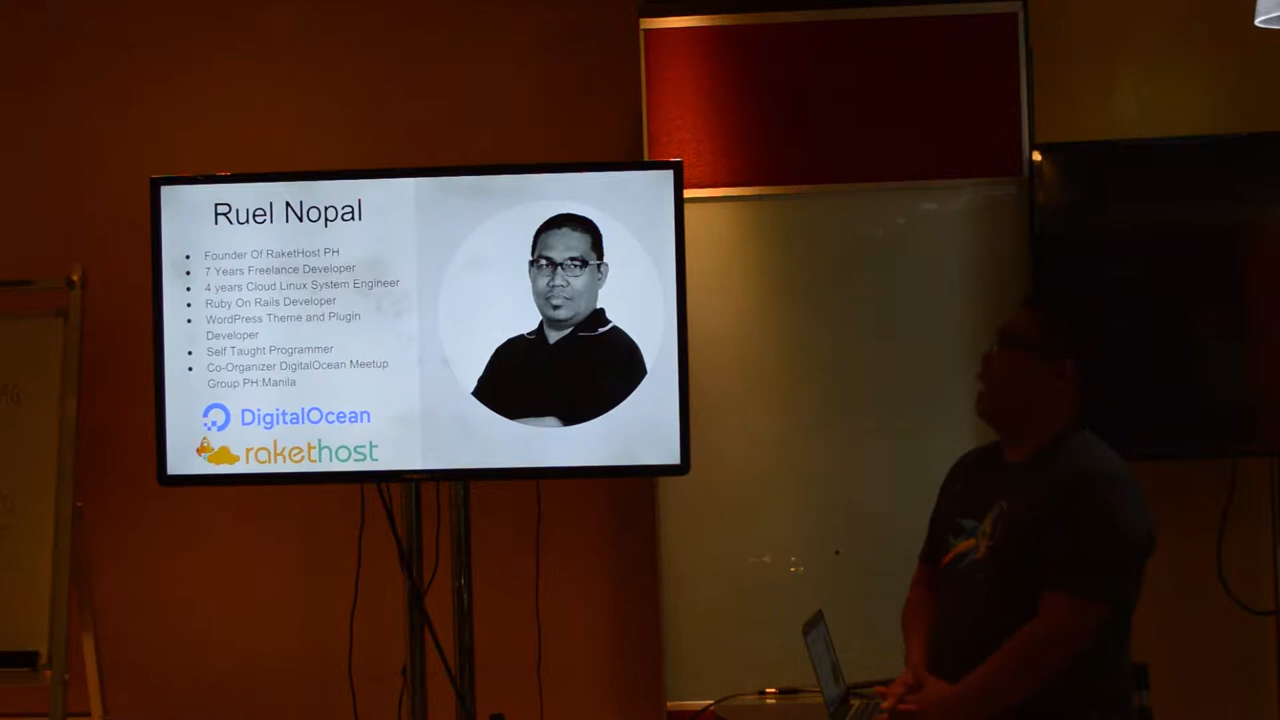 Ruel Nopal
Founder Of RaketHost PH
7 Years Freelance Developer
4 years Cloud Linux System Engineer
Ruby On Rails Developer
WordPress Theme and Plugin
Developer
Self Taught Programmer
Co-Organizer DigitalOcean Meetup
Group PH:Manila
DigitalOcean
rakethost